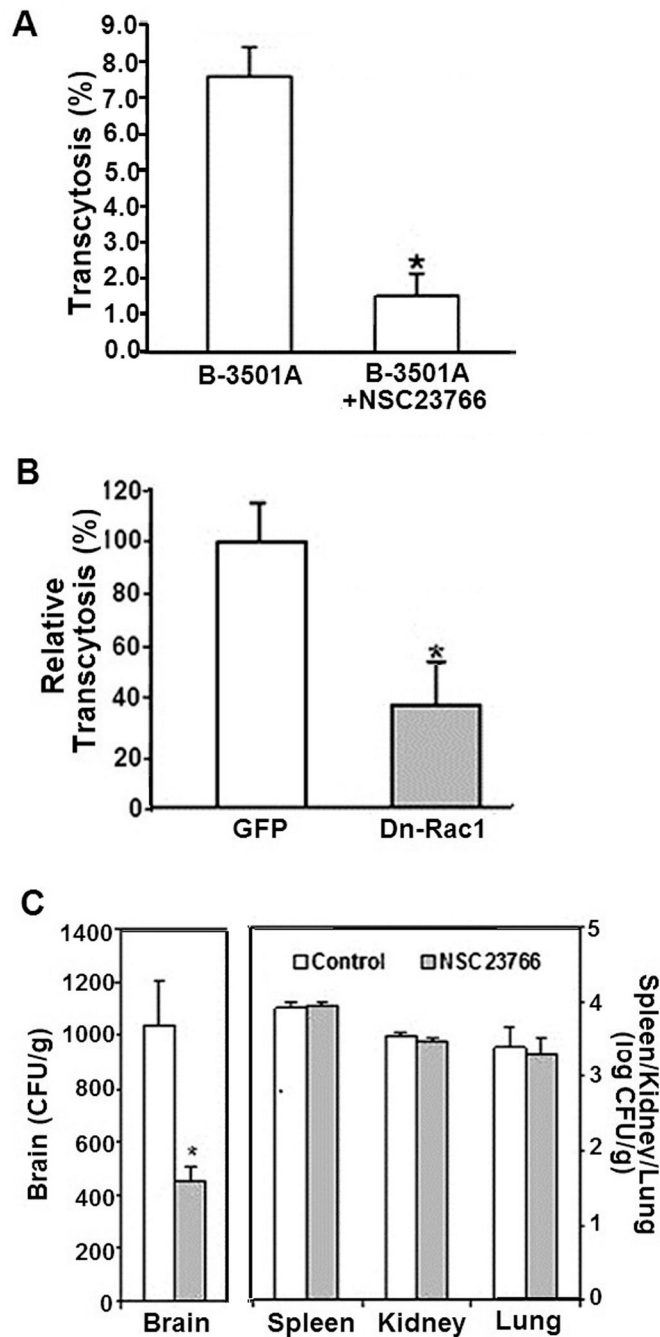 A
Transcytosis (%)
9.0
8.0
7.0
6.0
5.0
4.0
3.0
2.0
1.0
0.0
*
B-3501A
B-3501A
+NSC23766
B
Relative
Transcytosis (%)
120
100
80
60
40
20
0
*
GFP
Dn-Rac1
C
Brain (CFU/g)
1400
1200
1000
800
600
400
200
0
*
Brain
Control
NSC23766
5
4
3
2
1
0
Spleen/Kidney/Lung
(log CFU/g)
Spleen
Kidney
Lung